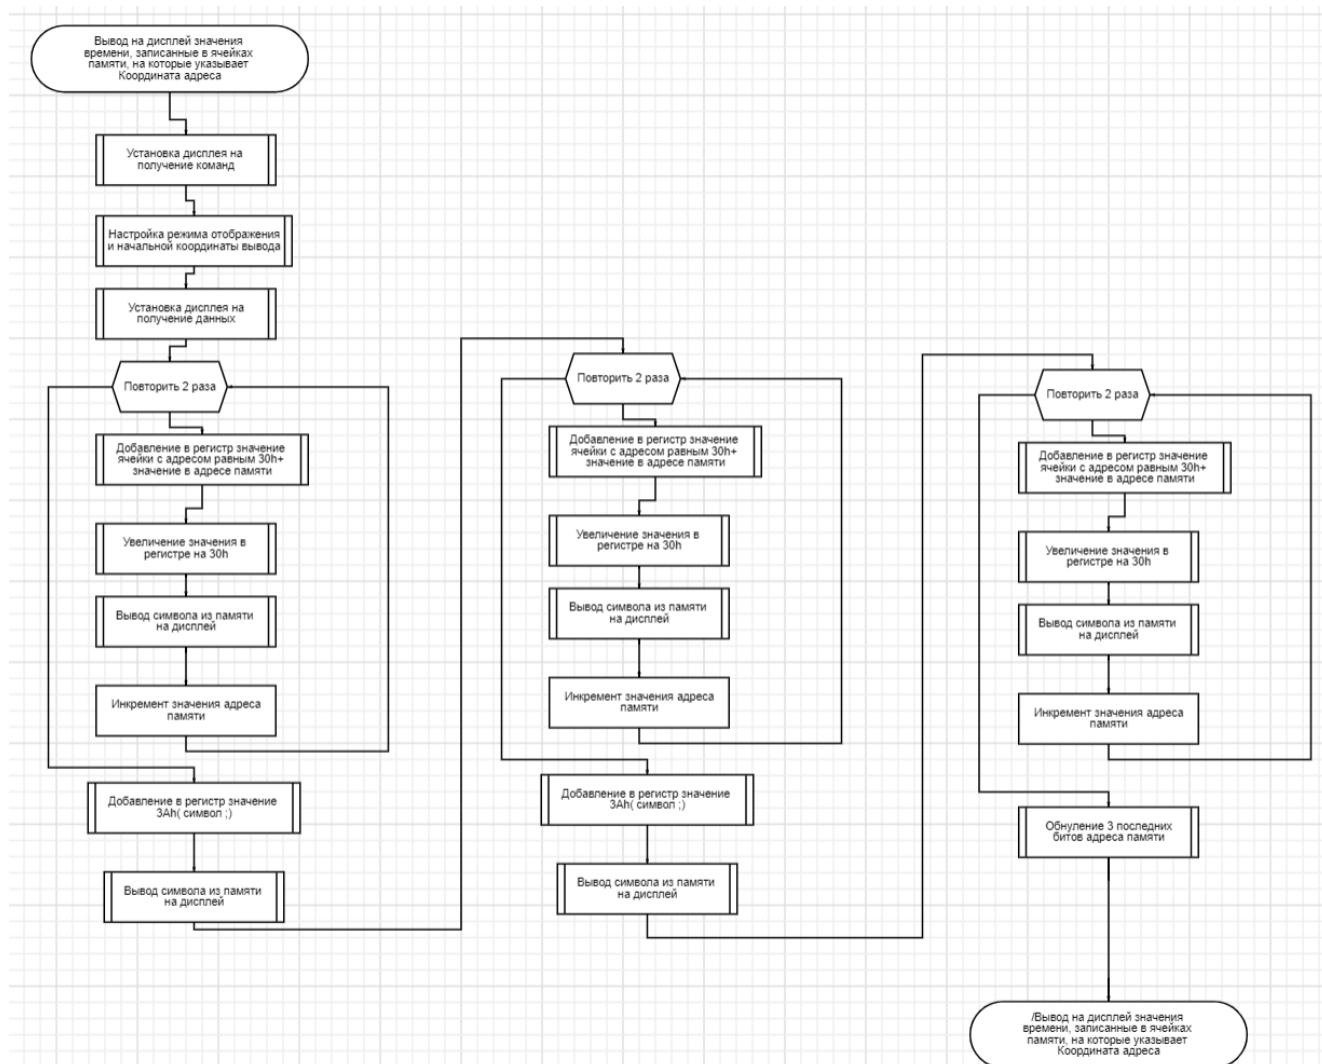 Вывод на дисплей значения
времени, записанные в ячейках
памяти, на которые указывает
Координата адреса
Установка дисплея на
получение команд
Настройка режима отображения
и начальной координаты вывода
Установка дисплея на
получение данных
Повторить 2 раза
Добавление в регистр значение
ячейки с адресом равным 30h+
значение в адресе памяти
Увеличение значения в
регистре на 30h
Вывод символа из памяти
на дисплей
Инкремент значения адреса
памяти
Добавление в регистр значение
3Ah( символ ;)
Вывод символа из памяти
на дисплей
Повторить 2 раза
Добавление в регистр значение
ячейки с адресом равным 30h+
значение в адресе памяти
Увеличение значения в
регистре на 30h
Вывод символа из памяти
на дисплей
Инкремент значения адреса
памяти
Добавление в регистр значение
3Ah( символ ;)
Вывод символа из памяти
на дисплей
Повторить 2 раза
Добавление в регистр значение
ячейки с адресом равным 30h+
значение в адресе памяти
Увеличение значения в
регистре на 30h
Вывод символа из памяти
на дисплей
Инкремент значения адреса
памяти
Обнуление 3 последних
битов адреса памяти
/Вывод на дисплей значения
времени, записанные в ячейках
памяти, на которые указывает
Координата адреса